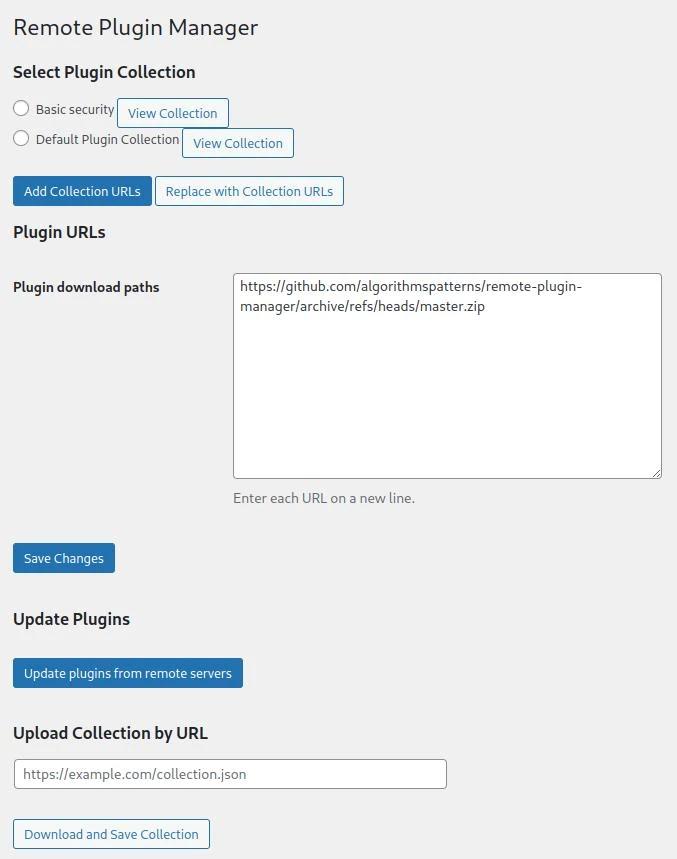 Remote Plugin Manager
Select Plugin Collection
Basic security View Collection
Default Plugin Collection View Collection
Add Collection URLs Replace with Collection URLs
Plugin URLs
Plugin download paths
https://github.com/algorithmspatterns/remote-plugin-
manager/archive/refs/heads/master.zip
Enter each URL on a new line.
Save Changes
Update Plugins
Update plugins from remote servers
Upload Collection by URL
https://example.com/collection.json
Download and Save Collection